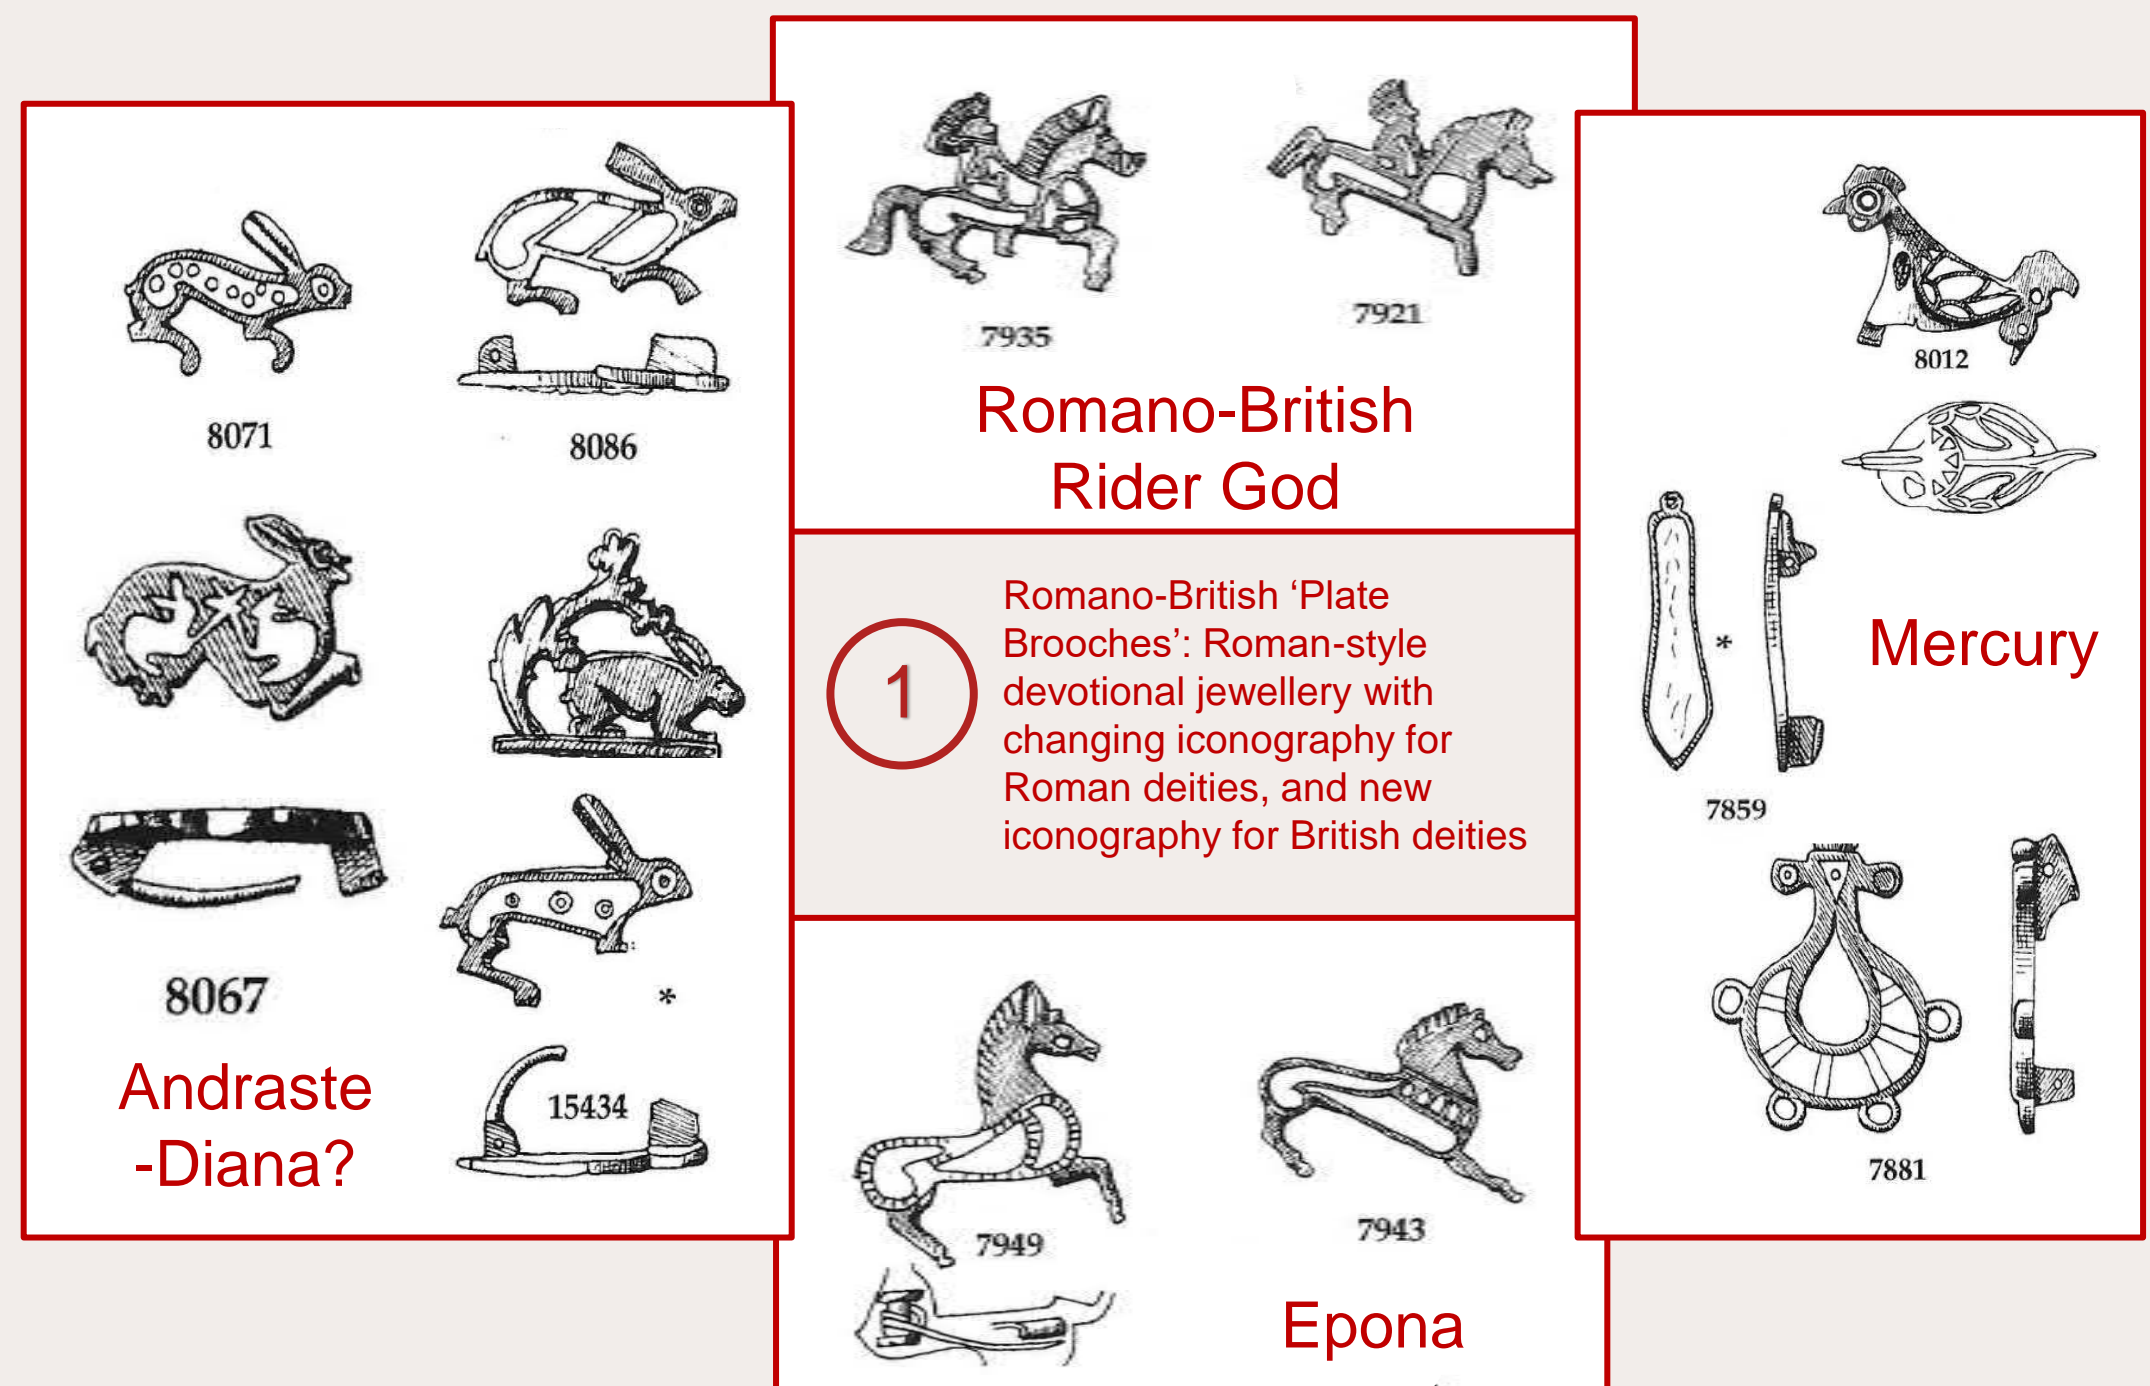 8071
8086
8067
*
15434
Andraste
-Diana?
7935
7921
Romano-British
Rider God
1
Romano-British ‘Plate
Brooches’: Roman-style
devotional jewellery with
changing iconography for
Roman deities, and new
iconography for British deities
7949
7943
Epona
8012
*
7859
Mercury
7881